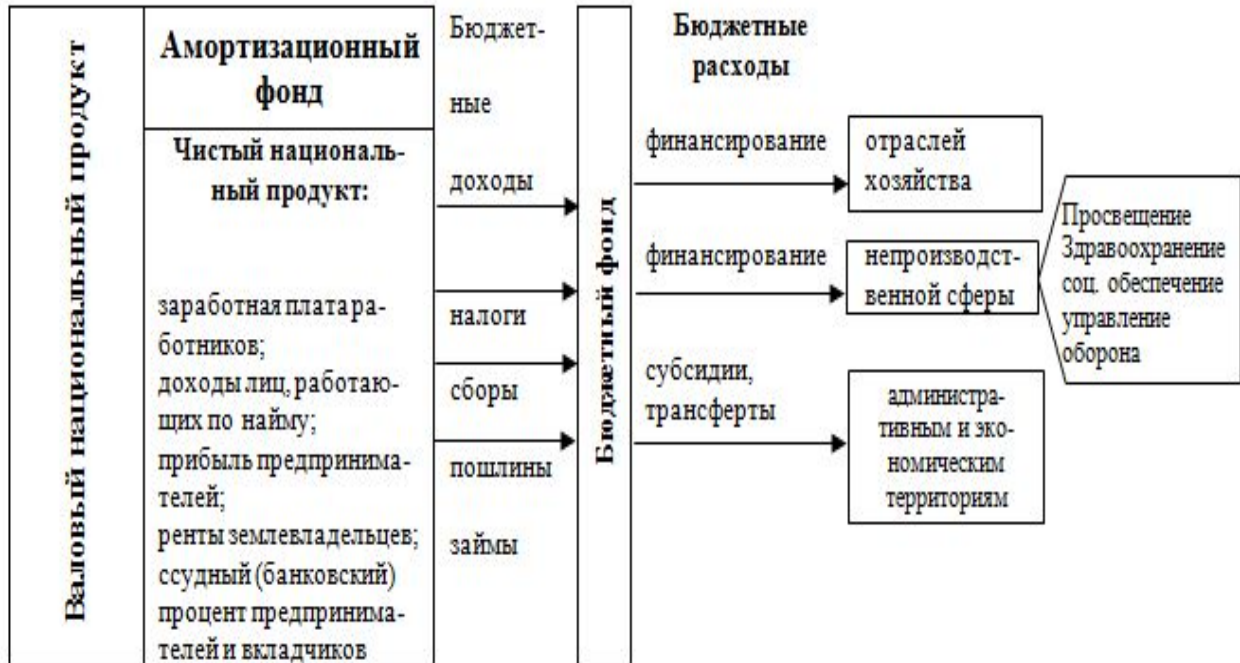 Валовый национальный продукт
Амортизационный
фонд
Чистый националь-
ный продукт:
заработная плата ра-
ботников;
доходы лиц, работаю-
щих по найму;
прибыль предпринима-
телей;
ренты землевладельцев;
ссудный (банковский)
процент предпринима-
телей и вкладчиков
Бюджет-
ные
доходы
налоги
сборы
пошлины
займы
Бюджетный фонд
Бюджетные
расходы
финансирование
отраслей
хозяйства
финансирование
непроизводст-
венной сферы
Просвещение
Здравоохранение
соц. обеспечение
управление
оборона
субсидии,
трансферты
администра-
тивным и эко-
номическим
территориям